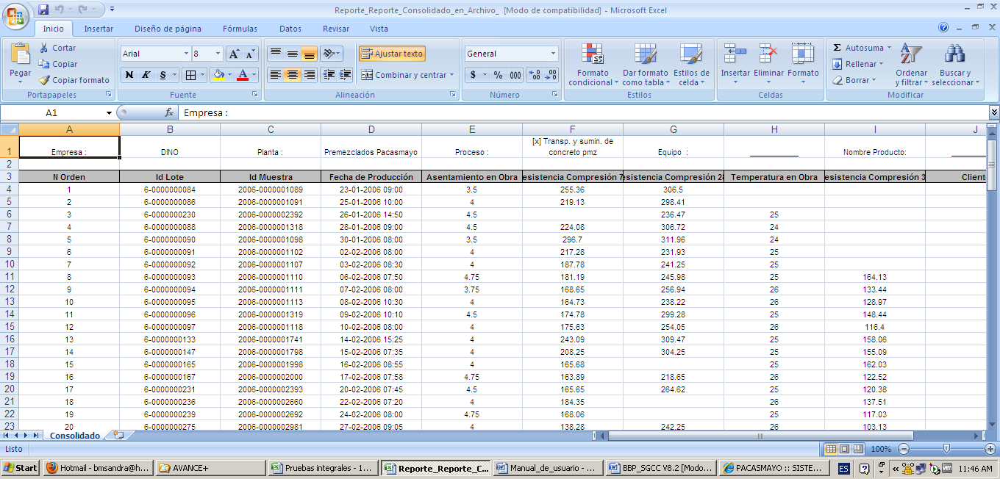 Reporte_Reporte_Consolidado_en_Archivo_ [Modo de compatibilidad] - Microsoft Excel
Inicio Insertar Diseño de página Fórmulas Datos Revisar Vista
Pegar
Cortar
Copiar
Copiar formato
Portapapeles
Arial 8
N K S
Fuente
Ajustar texto
Combinar y centrar
Alineación
General
$ % 000
Número
Formato condicional
Dar formato como tabla
Estilos de celda
Estilos
Insertar Eliminar Formato
Celdas
Σ Autosuma
Rellenar
Borrar
Ordenar y filtrar
Buscar y seleccionar
Modificar
A1 fx Empresa :
A B C D E F G H I J
1 Empresa : DINO Planta : Premezclados Pacasmayo Proceso : [x] Transp. y sumin. de concreto pmz Equipo : Nombre Producto:
2
3 N Orden Id Lote Id Muestra Fecha de Producción Asentamiento en Obra esistencia Compresión 7 esistencia Compresión 28 Temperatura en Obra esistencia Compresión 3 Cliente
4 1 6-0000000084 2006-0000001089 23-01-2006 09:00 3.5 255.36 306.5
5 2 6-0000000086 2006-0000001091 25-01-2006 10:00 4 219.13 298.41
6 3 6-0000000230 2006-0000002392 26-01-2006 14:50 4.5 236.47 25
7 4 6-0000000088 2006-0000001318 28-01-2006 09:00 4.5 224.08 306.72 24
8 5 6-0000000090 2006-0000001098 30-01-2006 08:00 3.5 296.7 311.96 24
9 6 6-0000000091 2006-0000001102 02-02-2006 08:00 4 217.28 231.93 25
10 7 6-0000000092 2006-0000001107 03-02-2006 08:30 4 187.78 241.25 25
11 8 6-0000000093 2006-0000001110 06-02-2006 07:50 4.75 181.19 245.98 25 164.13
12 9 6-0000000094 2006-0000001111 07-02-2006 08:00 3.75 168.65 256.94 26 133.44
13 10 6-0000000095 2006-0000001113 08-02-2006 10:30 4 164.73 238.22 26 128.97
14 11 6-0000000096 2006-0000001319 09-02-2006 10:10 4.5 174.78 299.28 25 148.44
15 12 6-0000000097 2006-0000001118 10-02-2006 08:00 4 175.63 254.05 26 116.4
16 13 6-0000000133 2006-0000001741 14-02-2006 15:25 4 243.09 309.47 25 158.06
17 14 6-0000000147 2006-0000001798 15-02-2006 07:35 4 208.25 304.25 25 155.09
18 15 6-0000000165 2006-0000001998 16-02-2006 08:55 4 165.68 25 162.03
19 16 6-0000000167 2006-0000002000 17-02-2006 07:58 4.75 163.89 218.65 26 122.52
20 17 6-0000000231 2006-0000002393 20-02-2006 07:45 4.5 165.65 264.62 25 120.38
21 18 6-0000000236 2006-0000002660 22-02-2006 07:20 4 184.35 26 137.51
22 19 6-0000000239 2006-0000002692 24-02-2006 08:00 4.75 168.06 25 117.03
23 20 6-0000000275 2006-0000002981 27-02-2006 09:05 4 138.28 242.25 26 103.13
Consolidado
Listo 100%
Start Hotmail - bmsandra@h... AVANCE+ Pruebas integrales - 1... Reporte_Reporte_C... Manual_de_usuario - ... BBP_SGCC V8.2 [Modo... PACASMAYO :: SISTE... ES 11:46 AM